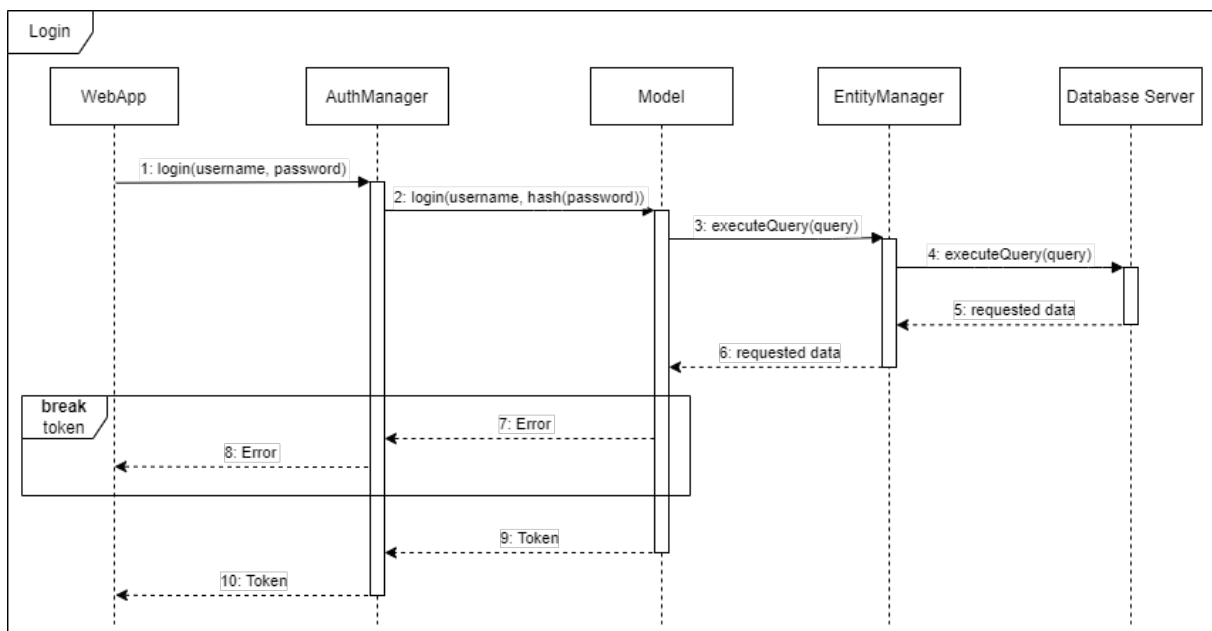 Login
WebApp
AuthManager
Model
EntityManager
Database Server
1: login(username, password)
2: login(username, hash(password))
3: executeQuery(query)
4: executeQuery(query)
5: requested data
6: requested data
break
token
7: Error
8: Error
9: Token
10: Token